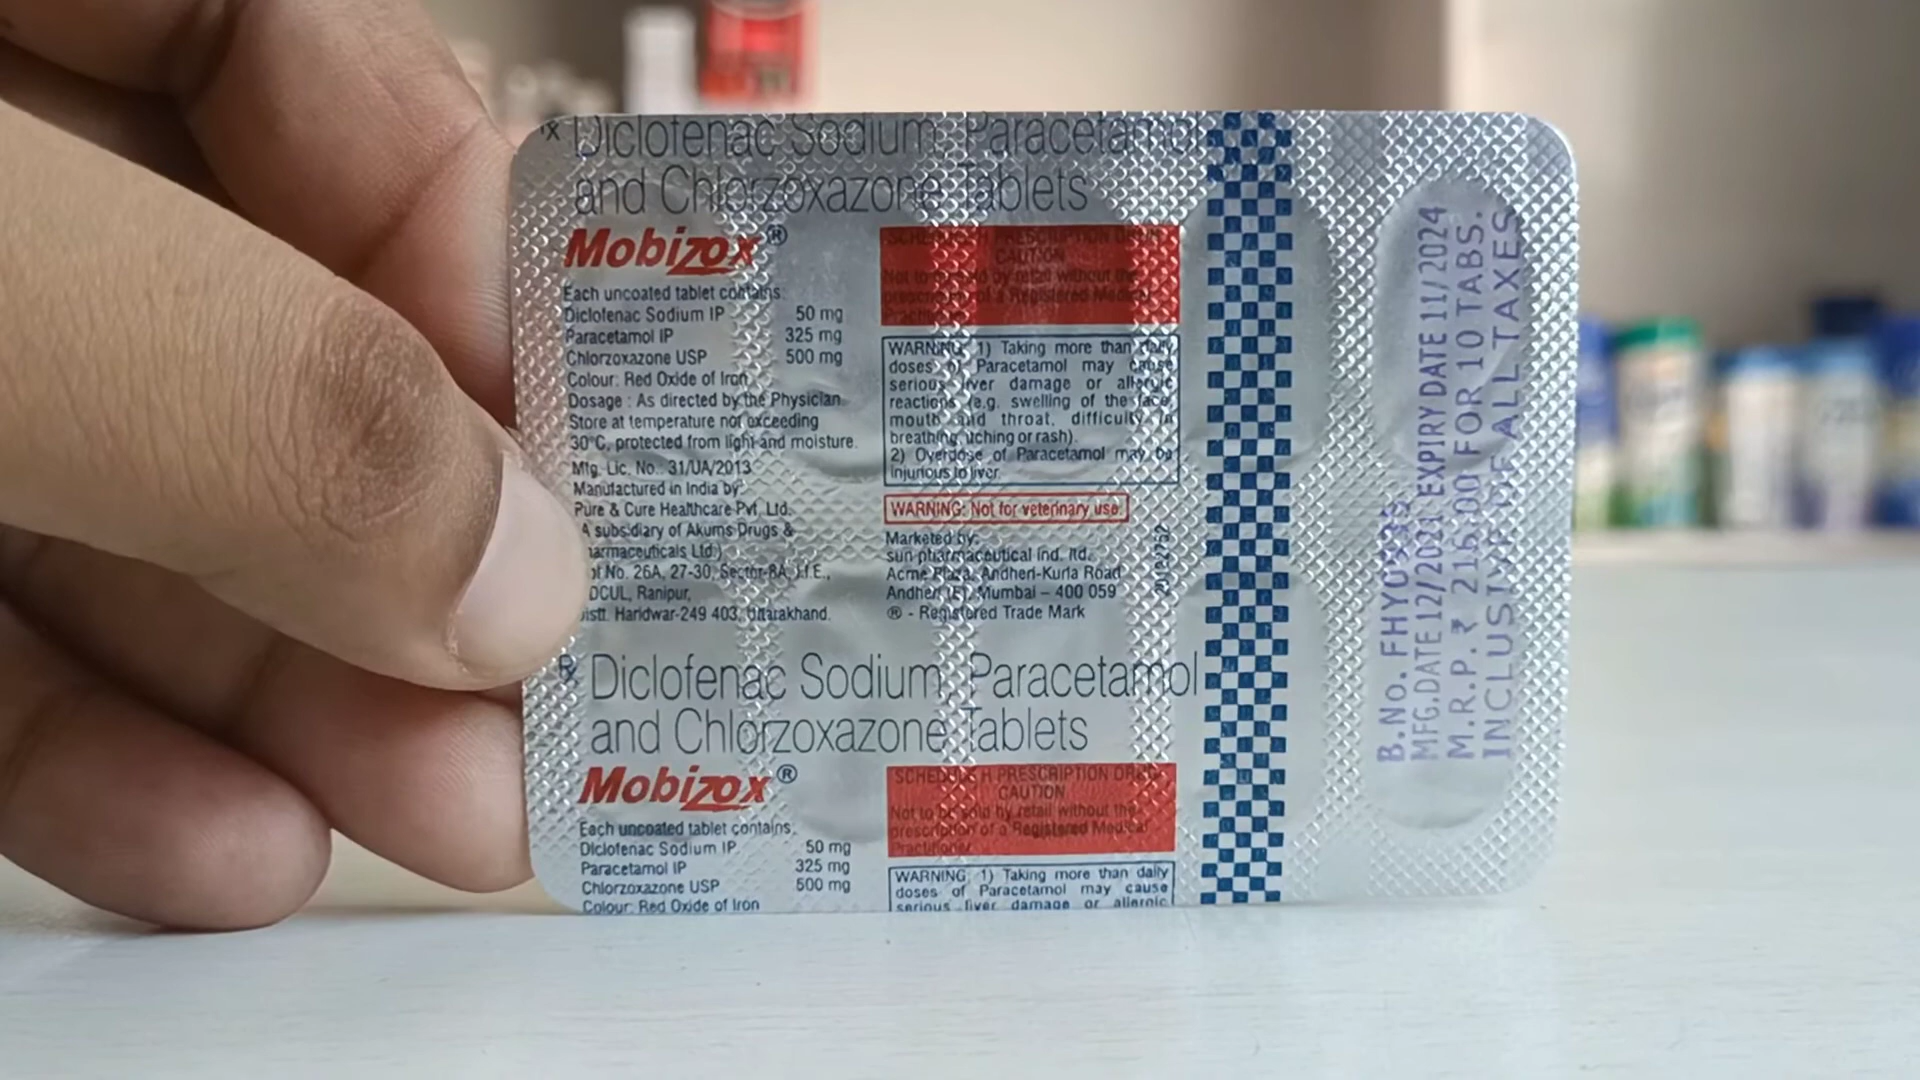 Rx Diclofenac Sodium, Paracetamol
and Chlorzoxazone Tablets
Mobizox®
Each uncoated tablet contains:
Diclofenac Sodium IP 50 mg
Paracetamol IP 325 mg
Chlorzoxazone USP 500 mg
Colour: Red Oxide of Iron
Dosage : As directed by the Physician.
Store at temperature not exceeding
30°C, protected from light and moisture.
Mfg. Lic. No.: 31/UA/2013
Manufactured in India by:
Pure & Cure Healthcare Pvt. Ltd.
A subsidiary of Akums Drugs &
armaceuticals Ltd.)
No. 26A, 27-30, Sector-8A, I.I.E.,
DCUL, Ranipur,
istt. Haridwar-249 403, Uttarakhand.
SCHEDULE H PRESCRIPTION DRUG
CAUTION
Not to be sold by retail without the
prescription of a Registered Medical
Practitioner.
WARNING: 1) Taking more than daily
doses of Paracetamol may cause
serious liver damage or allergic
reactions (e.g. swelling of the face,
mouth and throat, difficulty in
breathing, itching or rash).
2) Overdose of Paracetamol may be
injurious to liver.
WARNING: Not for veterinary use.
Marketed by:
sun pharmaceutical ind. ltd.
Acme Plaza, Andheri-Kurla Road
Andheri (E), Mumbai – 400 059
® - Registered Trade Mark
Rx Diclofenac Sodium, Paracetamol
and Chlorzoxazone Tablets
Mobizox®
Each uncoated tablet contains:
Diclofenac Sodium IP 50 mg
Paracetamol IP 325 mg
Chlorzoxazone USP 500 mg
Colour: Red Oxide of Iron
SCHEDULE H PRESCRIPTION DRUG
CAUTION
Not to be sold by retail without the
prescription of a Registered Medical
Practitioner.
WARNING: 1) Taking more than daily
doses of Paracetamol may cause
serious liver damage or allergic
B.No.
MFG.DATE 12/2021 EXPIRY DATE 11/2024
M.R.P. ₹ 216.00 FOR 10 TABS.
INCLUSIVE OF ALL TAXES